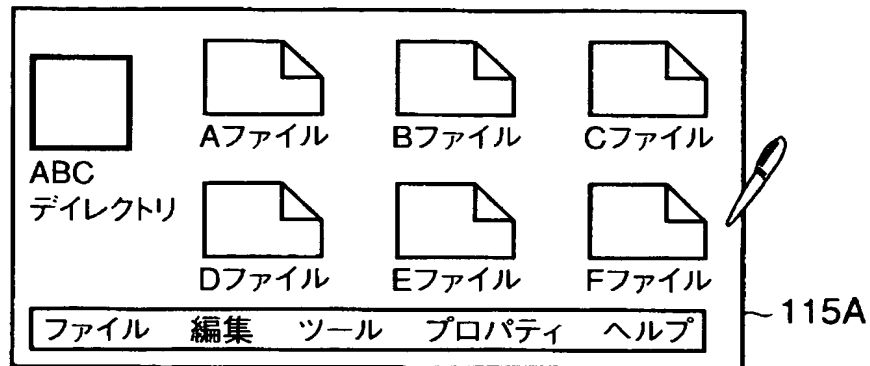 Aファイル Bファイル Cファイル
ABC
デイレクトリ
Dファイル Eファイル Fファイル
ファイル 編集 ツール プロパティ ヘルプ
115A